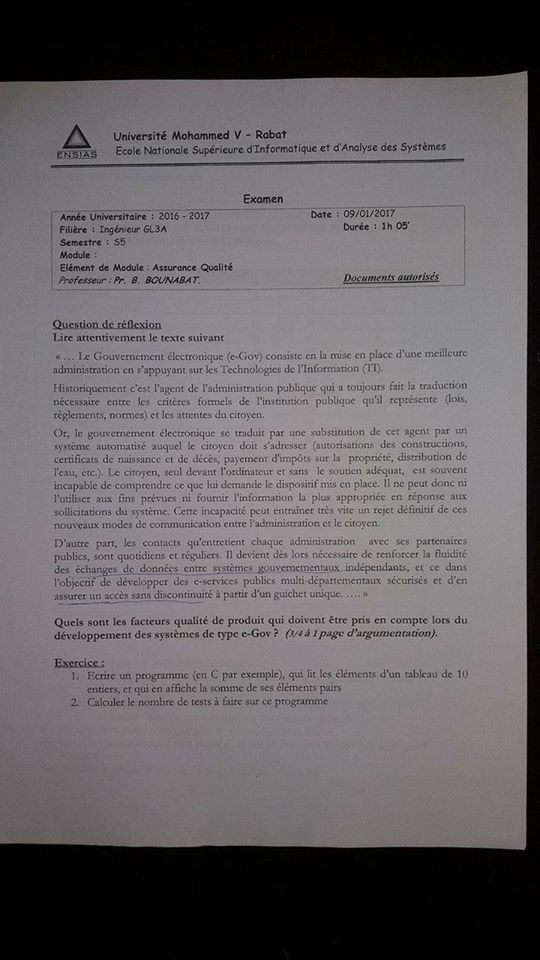 ENSIAS
Université Mohammed V – Rabat
Ecole Nationale Supérieure d'Informatique et d'Analyse des Systèmes
Examen
Année Universitaire : 2016 - 2017
Date : 09/01/2017
Filière : Ingénieur GL3A
Durée : 1h 05'
Semestre : S5
Module :
Elément de Module : Assurance Qualité
Professeur : Pr. B. BOUNABAT.
Documents autorisés
Question de réflexion
Lire attentivement le texte suivant
« … Le Gouvernement électronique (e-Gov) consiste en la mise en place d'une meilleure
administration en s'appuyant sur les Technologies de l'Information (TI).
Historiquement c'est l'agent de l'administration publique qui a toujours fait la traduction
nécessaire entre les critères formels de l'institution publique qu'il représente (lois,
règlements, normes) et les attentes du citoyen.
Or, le gouvernement électronique se traduit par une substitution de cet agent par un
système automatisé auquel le citoyen doit s'adresser (autorisations des constructions,
certificats de naissance et de décès, payement d'impôts sur la propriété, distribution de
l'eau, etc.). Le citoyen, seul devant l'ordinateur et sans le soutien adéquat, est souvent
incapable de comprendre ce que lui demande le dispositif mis en place. Il ne peut donc ni
l'utiliser aux fins prévues ni fournir l'information la plus appropriée en réponse aux
sollicitations du système. Cette incapacité peut entraîner très vite un rejet définitif de ces
nouveaux modes de communication entre l'administration et le citoyen.
D'autre part, les contacts qu'entretient chaque administration avec ses partenaires
publics, sont quotidiens et réguliers. Il devient dès lors nécessaire de renforcer la fluidité
des échanges de données entre systèmes gouvernementaux indépendants, et ce dans
l'objectif de développer des e-services publics multi-départementaux sécurisés et d'en
assurer un accès sans discontinuité à partir d'un guichet unique. …. »
Quels sont les facteurs qualité de produit qui doivent être pris en compte lors du
développement des systèmes de type e-Gov ? (3/4 à 1 page d'argumentation).
Exercice :
1. Ecrire un programme (en C par exemple), qui lit les éléments d'un tableau de 10
entiers, et qui en affiche la somme de ses éléments pairs
2. Calculer le nombre de tests à faire sur ce programme